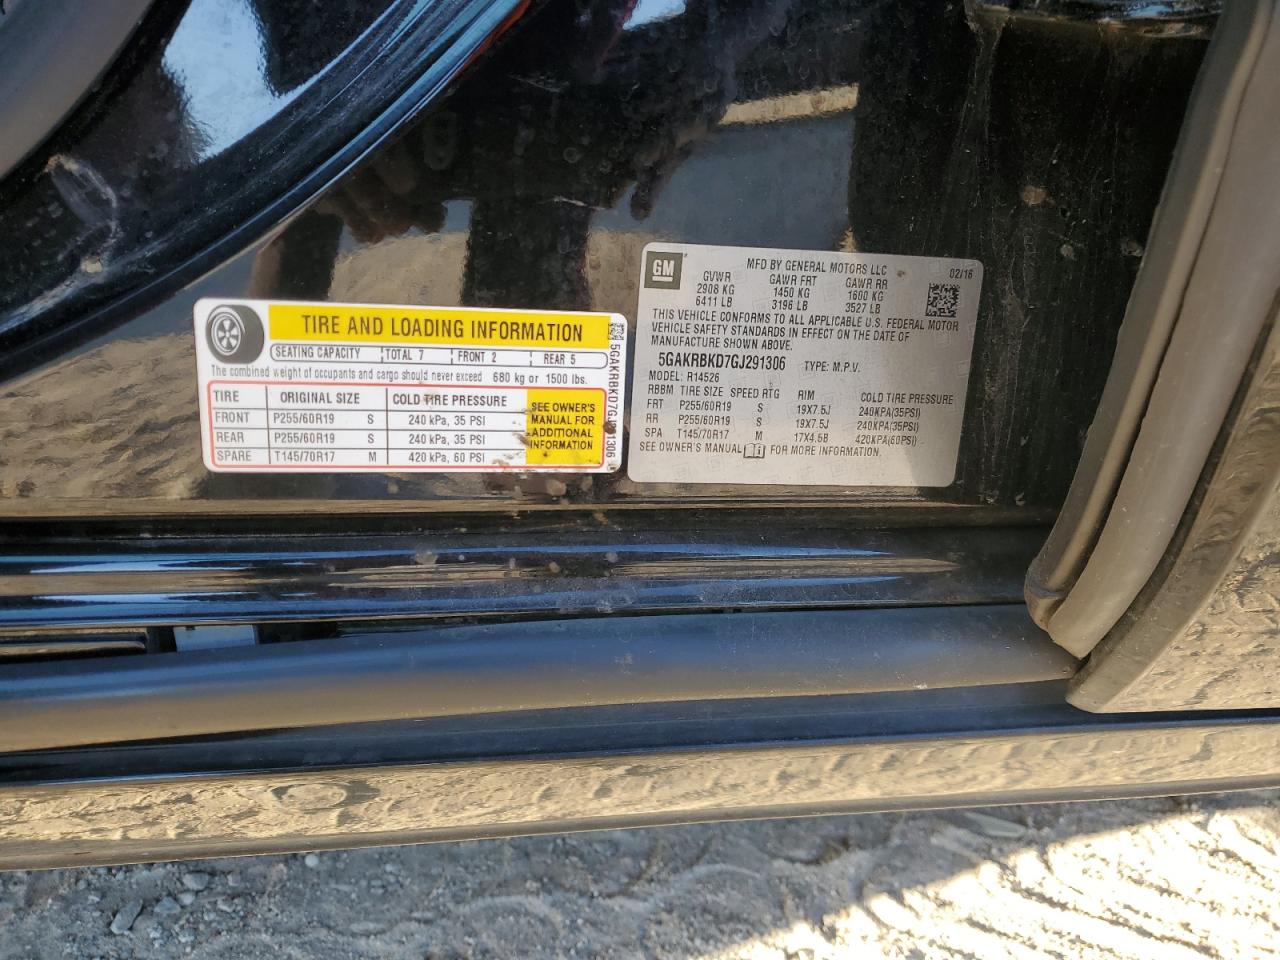 TIRE AND LOADING INFORMATION
SEATING CAPACITY TOTAL 7 FRONT 2 REAR 5
The combined weight of occupants and cargo should never exceed 680 kg or 1500 lbs.
TIRE ORIGINAL SIZE COLD TIRE PRESSURE
FRONT P255/60R19 S 240 kPa, 35 PSI
REAR P255/60R19 S 240 kPa, 35 PSI
SPARE T145/70R17 M 420 kPa, 60 PSI
SEE OWNER'S
MANUAL FOR
ADDITIONAL
INFORMATION
5GAKRBKD7GJ291306
GM
MFD BY GENERAL MOTORS LLC 02/16
GVWR GAWR FRT GAWR RR
2908 KG 1450 KG 1600 KG
6411 LB 3196 LB 3527 LB
THIS VEHICLE CONFORMS TO ALL APPLICABLE U.S. FEDERAL MOTOR
VEHICLE SAFETY STANDARDS IN EFFECT ON THE DATE OF
MANUFACTURE SHOWN ABOVE.
5GAKRBKD7GJ291306 TYPE: M.P.V.
MODEL: R14526
RBBM TIRE SIZE SPEED RTG RIM COLD TIRE PRESSURE
FRT P255/60R19 S 19X7.5J 240KPA(35PSI)
RR P255/60R19 S 19X7.5J 240KPA(35PSI)
SPA T145/70R17 M 17X4.5B 420KPA(60PSI)
SEE OWNER'S MANUAL FOR MORE INFORMATION.